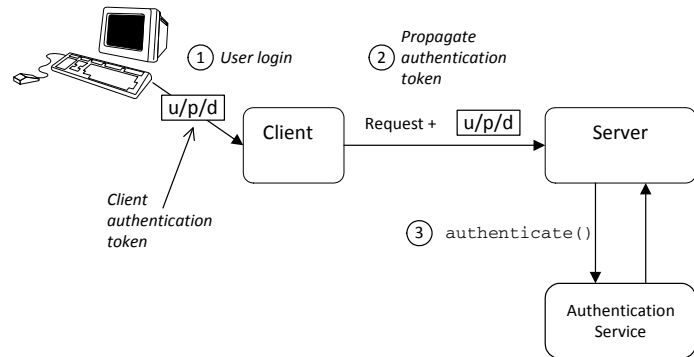 1 User login
2 Propagate
authentication
token
u/p/d
Client
Request + u/p/d
Server
Client
authentication
token
3 authenticate()
Authentication
Service